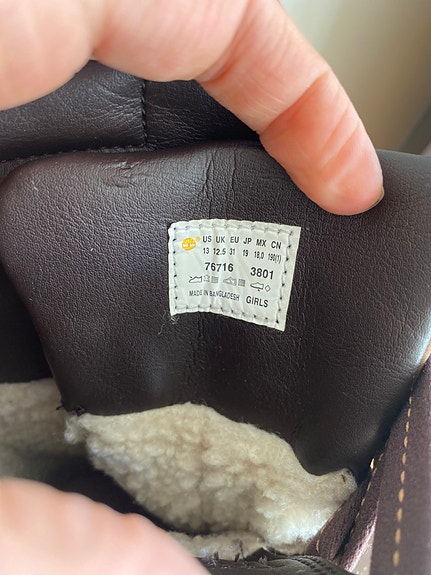 US UK EU JP MX CN
13 12.5 31 19 18,0 190(1)
76716 3801
MADE IN BANGLADESH GIRLS